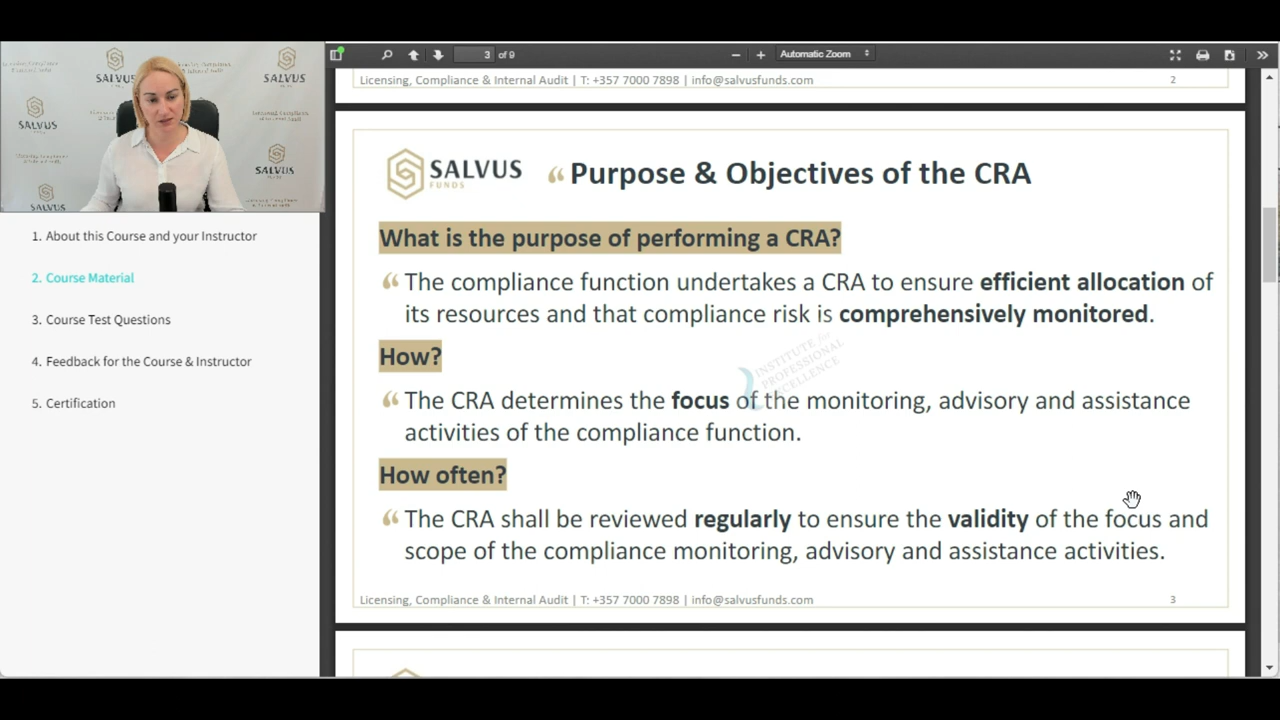 SALVUS
SALVUS
SALVUS
SALVUS
SALVUS
3 of 9
Automatic Zoom
Licensing, Compliance & Internal Audit | T: +357 7000 7898 | info@salvusfunds.com
2
SALVUS
FUNDS
“ Purpose & Objectives of the CRA
What is the purpose of performing a CRA?
“ The compliance function undertakes a CRA to ensure efficient allocation of
its resources and that compliance risk is comprehensively monitored.
How?
“ The CRA determines the focus of the monitoring, advisory and assistance
activities of the compliance function.
How often?
“ The CRA shall be reviewed regularly to ensure the validity of the focus and
scope of the compliance monitoring, advisory and assistance activities.
INSTITUTE for
PROFESSIONAL
EXCELLENCE
Licensing, Compliance & Internal Audit | T: +357 7000 7898 | info@salvusfunds.com
3
1. About this Course and your Instructor
2. Course Material
3. Course Test Questions
4. Feedback for the Course & Instructor
5. Certification